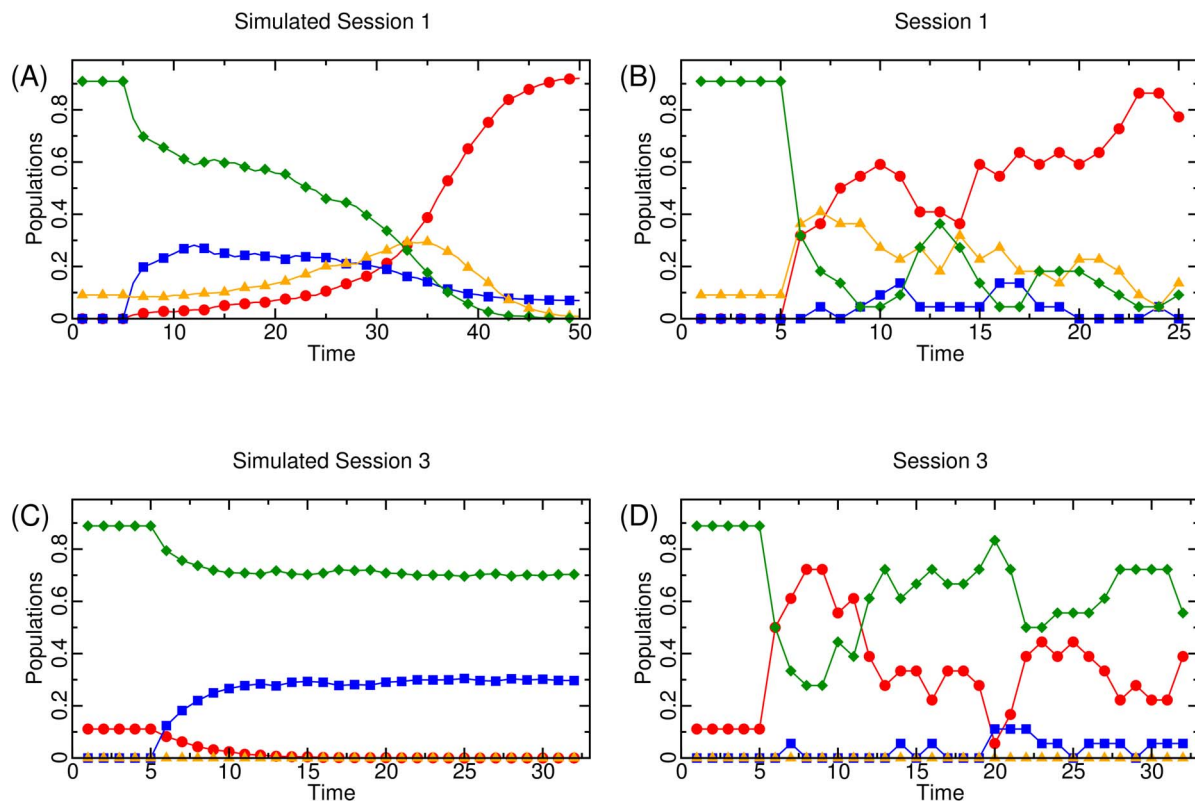 Simulated Session 1
(A)
Populations
0.8
0.6
0.4
0.2
0
10 20 30 40 50
Time
Session 1
(B)
Populations
0.8
0.6
0.4
0.2
0
0 5 10 15 20 25
Time
Simulated Session 3
(C)
Populations
0.8
0.6
0.4
0.2
0
0 5 10 15 20 25 30
Time
Session 3
(D)
Populations
0.8
0.6
0.4
0.2
0
0 5 10 15 20 25 30
Time